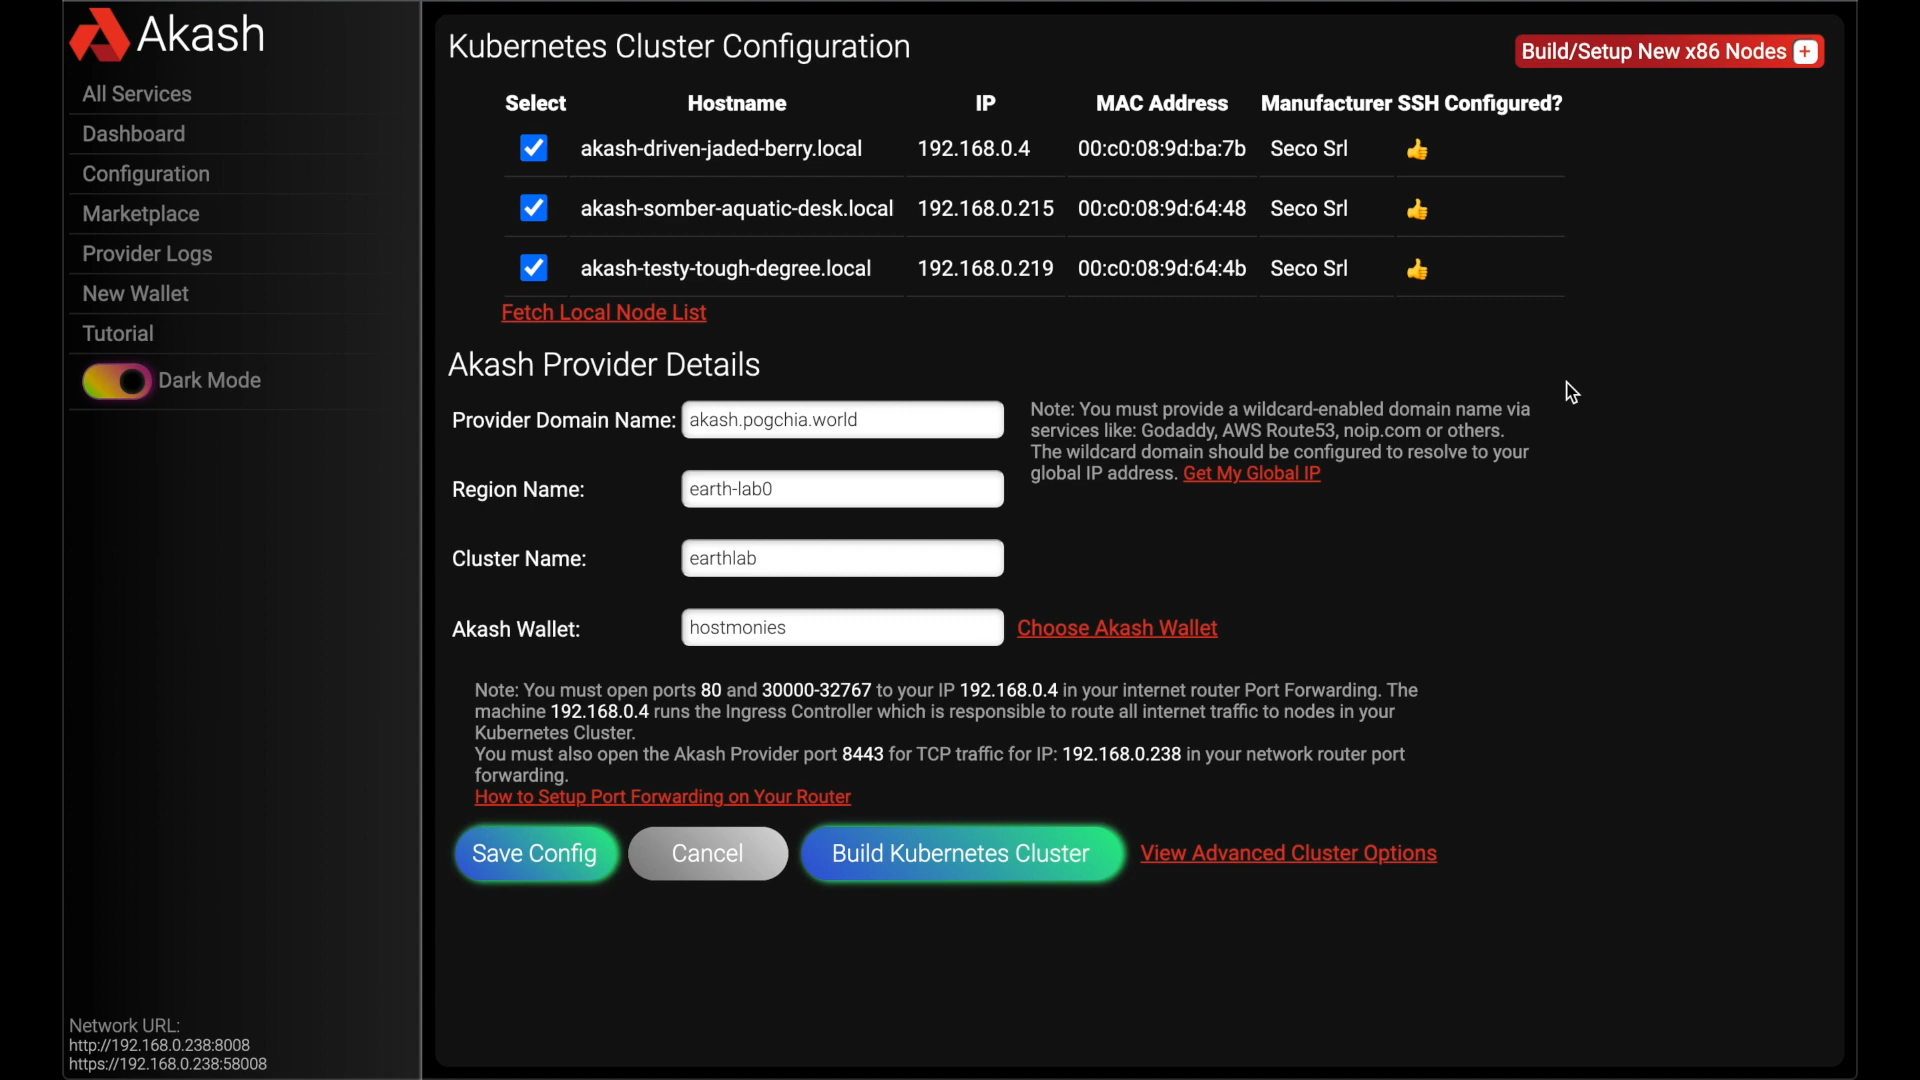 Akash
All Services
Dashboard
Configuration
Marketplace
Provider Logs
New Wallet
Tutorial
Dark Mode
Network URL:
http://192.168.0.238:8008
https://192.168.0.238:58008
Kubernetes Cluster Configuration
Build/Setup New x86 Nodes +
Select Hostname IP MAC Address Manufacturer SSH Configured?
akash-driven-jaded-berry.local 192.168.0.4 00:c0:08:9d:ba:7b Seco Srl 👍
akash-somber-aquatic-desk.local 192.168.0.215 00:c0:08:9d:64:48 Seco Srl 👍
akash-testy-tough-degree.local 192.168.0.219 00:c0:08:9d:64:4b Seco Srl 👍
Fetch Local Node List
Akash Provider Details
Provider Domain Name: akash.pogchia.world
Note: You must provide a wildcard-enabled domain name via
services like: Godaddy, AWS Route53, noip.com or others.
The wildcard domain should be configured to resolve to your
global IP address. Get My Global IP
Region Name: earth-lab0
Cluster Name: earthlab
Akash Wallet: hostmonies Choose Akash Wallet
Note: You must open ports 80 and 30000-32767 to your IP 192.168.0.4 in your internet router Port Forwarding. The
machine 192.168.0.4 runs the Ingress Controller which is responsible to route all internet traffic to nodes in your
Kubernetes Cluster.
You must also open the Akash Provider port 8443 for TCP traffic for IP: 192.168.0.238 in your network router port
forwarding.
How to Setup Port Forwarding on Your Router
Save Config Cancel Build Kubernetes Cluster View Advanced Cluster Options